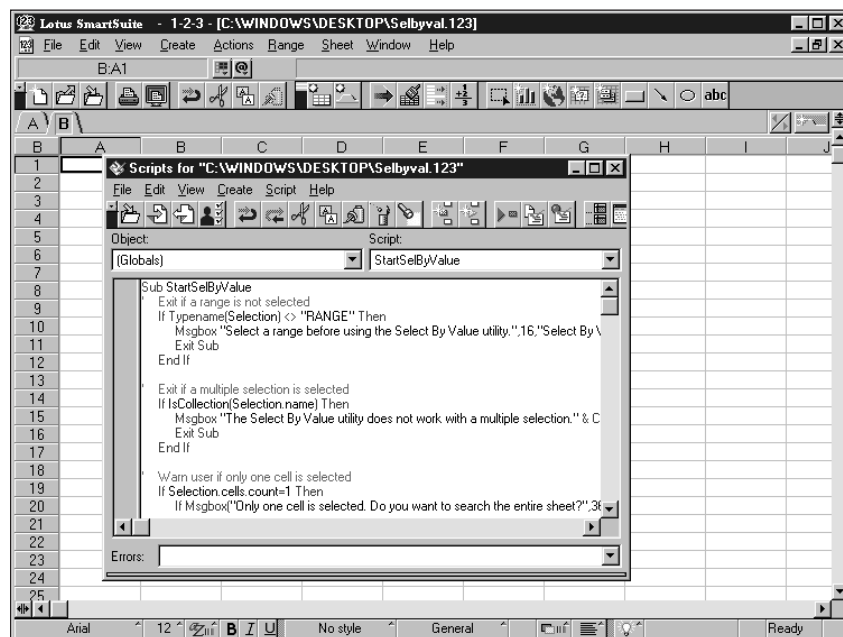 Lotus SmartSuite - 1-2-3 - [C:\WINDOWS\DESKTOP\Selbyval.123]
File Edit View Create Actions Range Sheet Window Help
B:A1
abc
A B
B A B C D E F G H I J
1
2
3
4
5
6
7
8
9
10
11
12
13
14
15
16
17
18
19
20
21
22
23
24
25
Scripts for "C:\WINDOWS\DESKTOP\Selbyval.123"
File Edit View Create Script Help
Object: Script:
(Globals) StartSelByValue
Sub StartSelByValue
' Exit if a range is not selected
If Typename(Selection) <> "RANGE" Then
Msgbox "Select a range before using the Select By Value utility.",16,"Select By V
Exit Sub
End If
' Exit if a multiple selection is selected
If IsCollection(Selection.name) Then
Msgbox "The Select By Value utility does not work with a multiple selection." & C
Exit Sub
End If
' Warn user if only one cell is selected
If Selection.cells.count=1 Then
If Msgbox("Only one cell is selected. Do you want to search the entire sheet?",36
Errors:
Arial 12 B I U No style General Ready